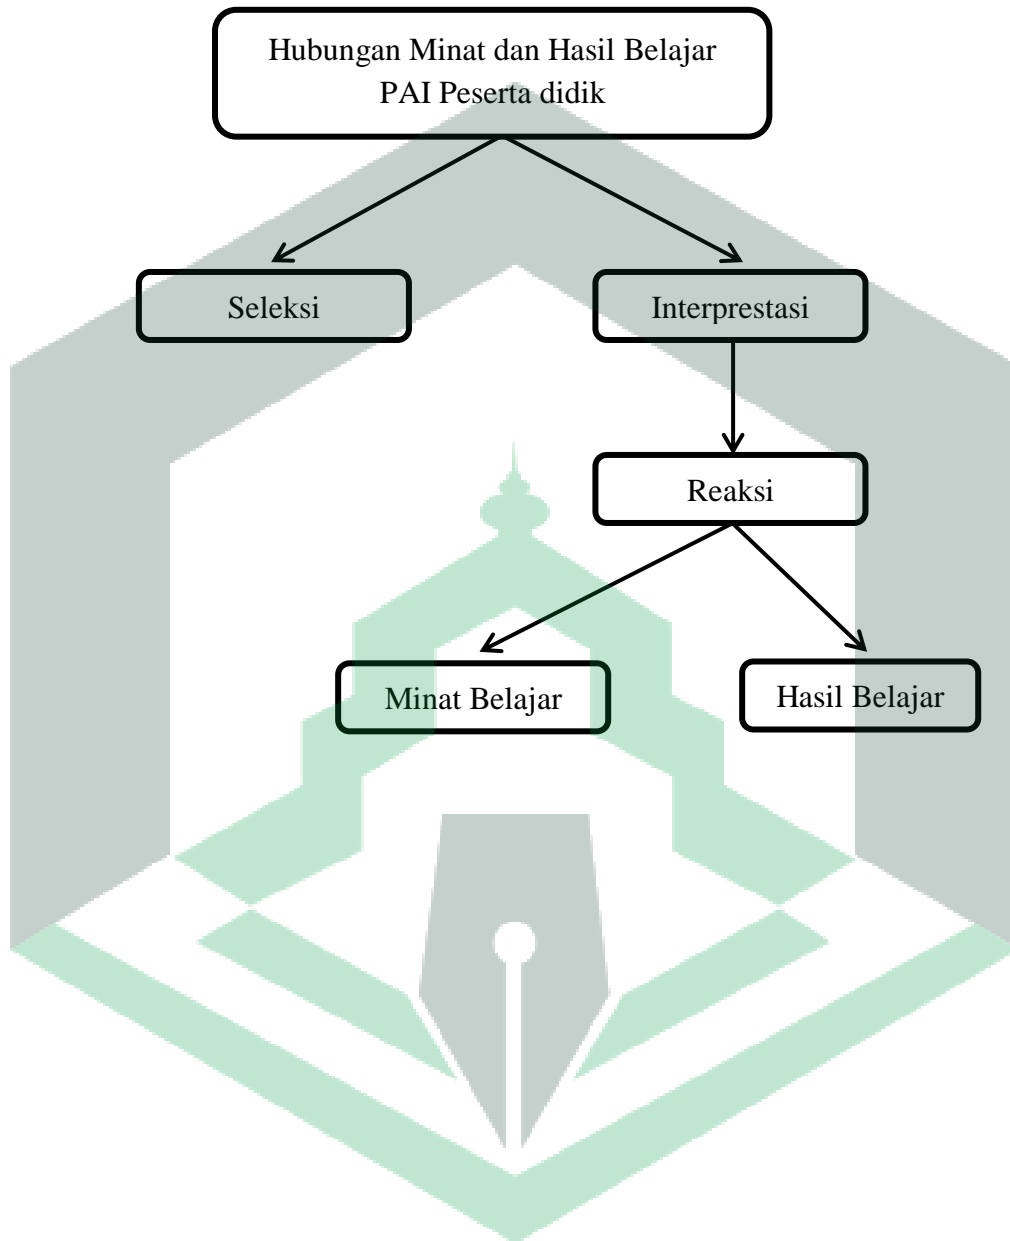 Hubungan Minat dan Hasil Belajar
PAI Peserta didik
Seleksi
Interprestasi
Reaksi
Minat Belajar
Hasil Belajar